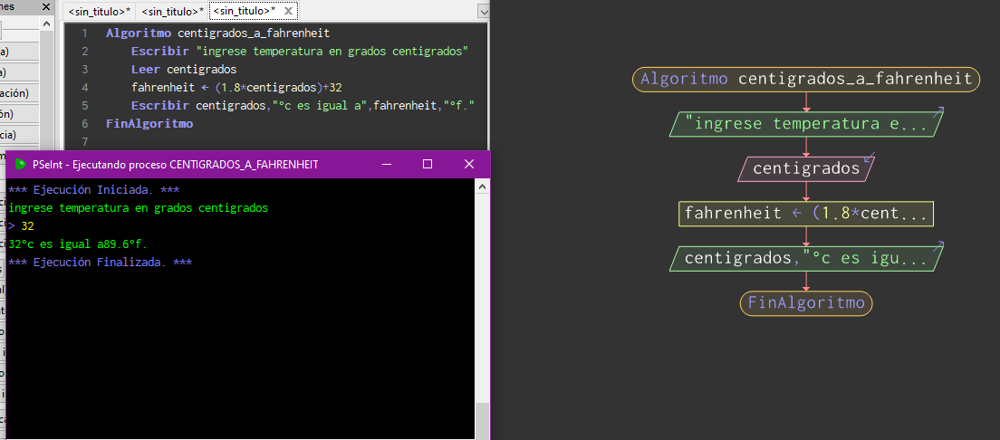 nes
<sin_titulo>* <sin_titulo>* <sin_titulo>*
a)
a)
ación)
ón)
cia)
1 Algoritmo centigrados_a_fahrenheit
2 Escribir "ingrese temperatura en grados centigrados"
3 Leer centigrados
4 fahrenheit ← (1.8*centigrados)+32
5 Escribir centigrados,"°c es igual a",fahrenheit,"°f."
6 FinAlgoritmo
7
PSeInt - Ejecutando proceso CENTIGRADOS_A_FAHRENHEIT
*** Ejecución Iniciada. ***
ingrese temperatura en grados centigrados
> 32
32°c es igual a89.6°f.
*** Ejecución Finalizada. ***
Algoritmo centigrados_a_fahrenheit
"ingrese temperatura e...
centigrados
fahrenheit ← (1.8*cent...
centigrados,"°c es igu...
FinAlgoritmo